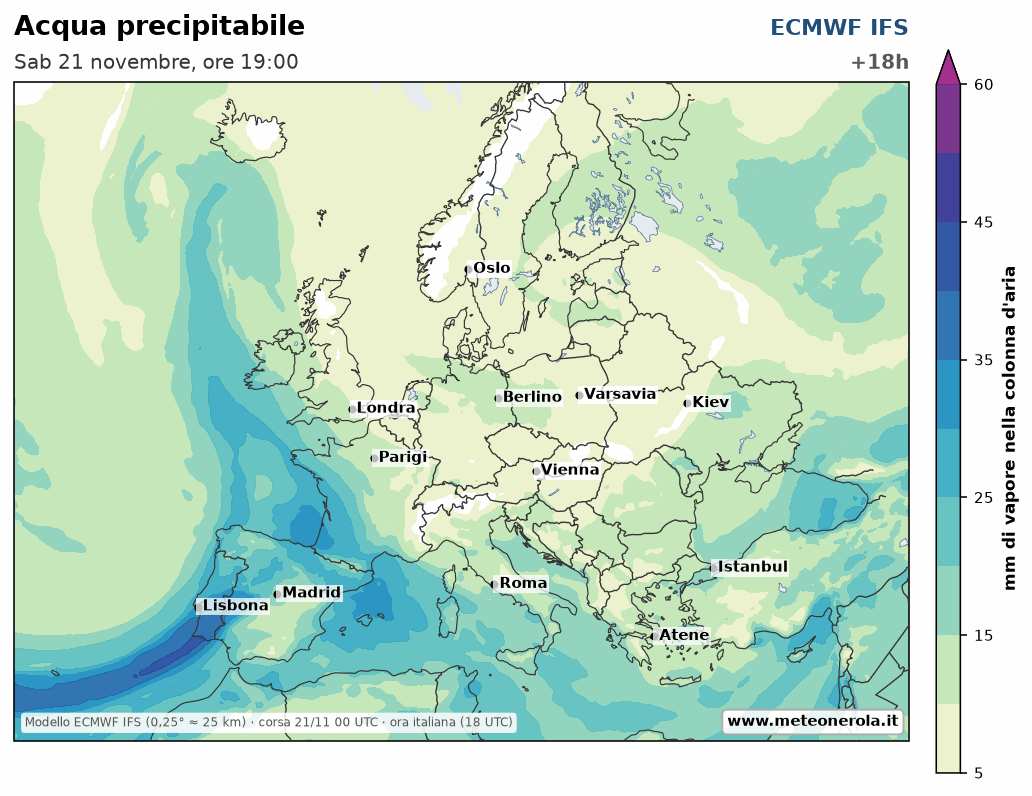 Acqua precipitabile
ECMWF IFS
Sab 21 novembre, ore 19:00
+18h
60
45
35
25
15
5
mm di vapore nella colonna d'aria
Oslo
Londra
Berlino
Varsavia
Kiev
Parigi
Vienna
Istanbul
Roma
Madrid
Lisbona
Atene
Modello ECMWF IFS (0,25° ≈ 25 km) · corsa 21/11 00 UTC · ora italiana (18 UTC)
www.meteonerola.it